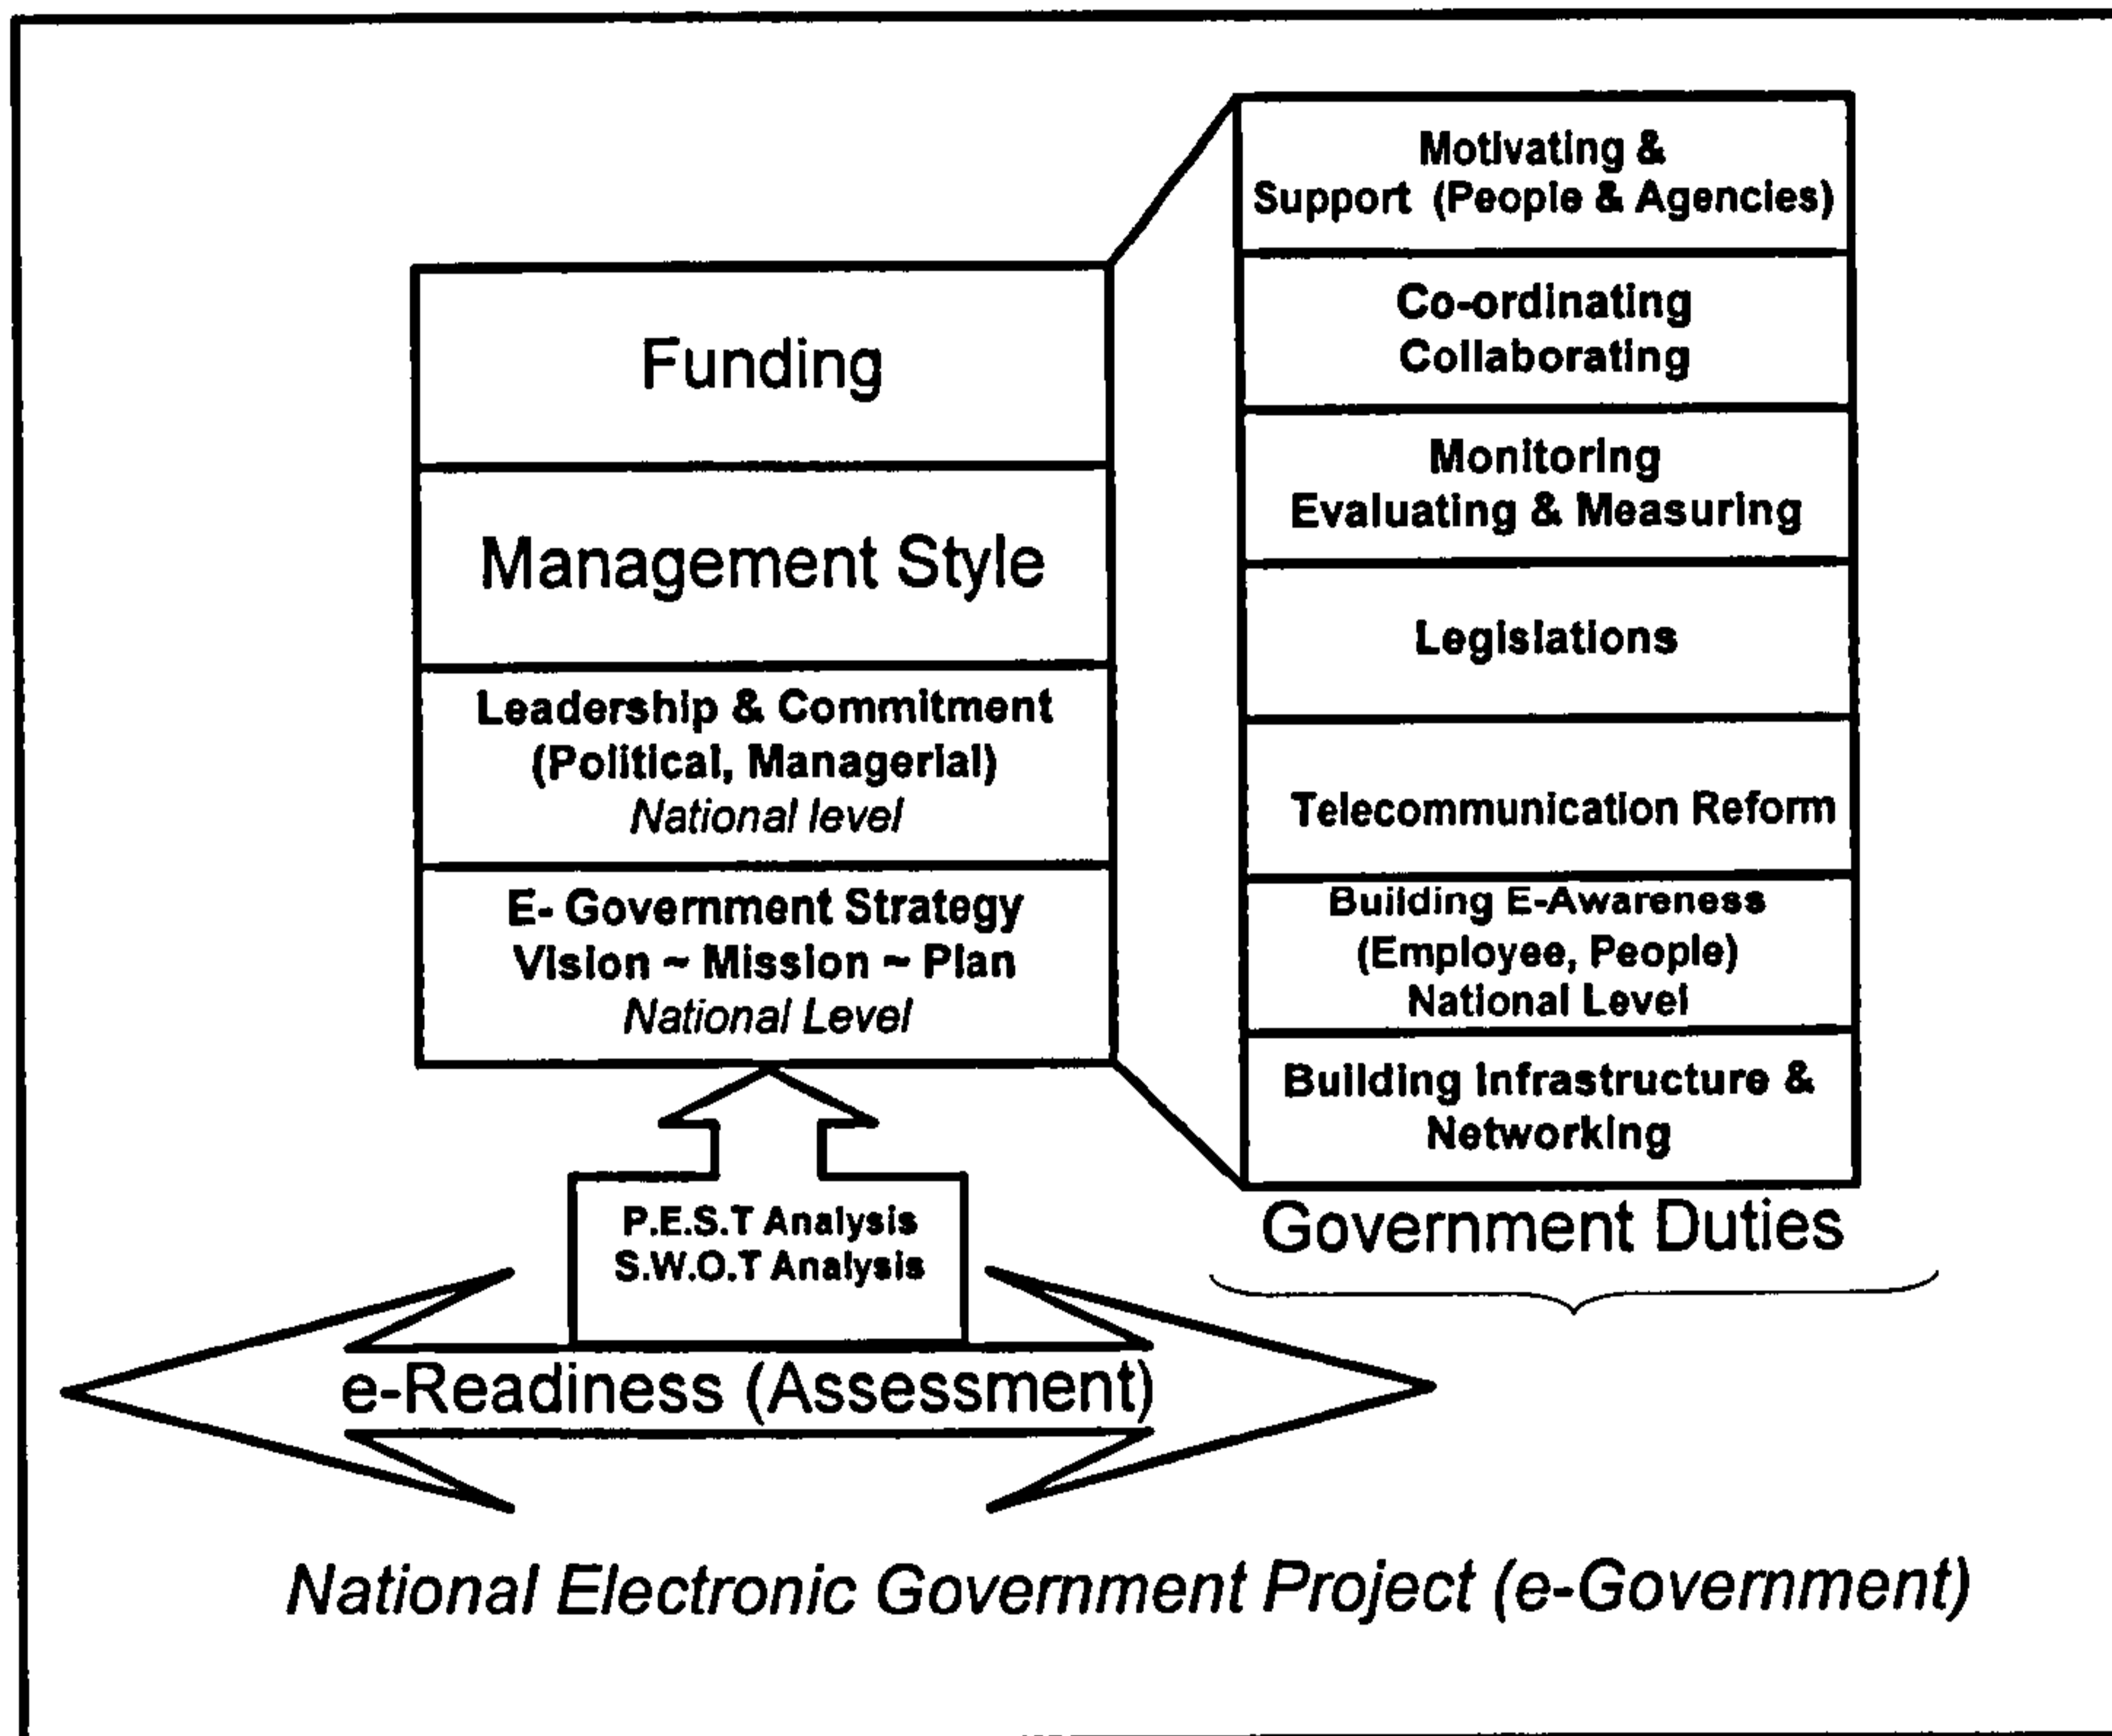 Funding
Management Style
Leadership & Commitment
(Political, Managerial)
National level
E- Government Strategy
Vision ~ Mission ~ Plan
National Level
Motivating &
Support (People & Agencies)
Co-ordinating
Collaborating
Monitoring
Evaluating & Measuring
Legislations
Telecommunication Reform
Building E-Awareness
(Employee, People)
National Level
Building Infrastructure &
Networking
Government Duties
P.E.S.T Analysis
S.W.O.T Analysis
e-Readiness (Assessment)
National Electronic Government Project (e-Government)